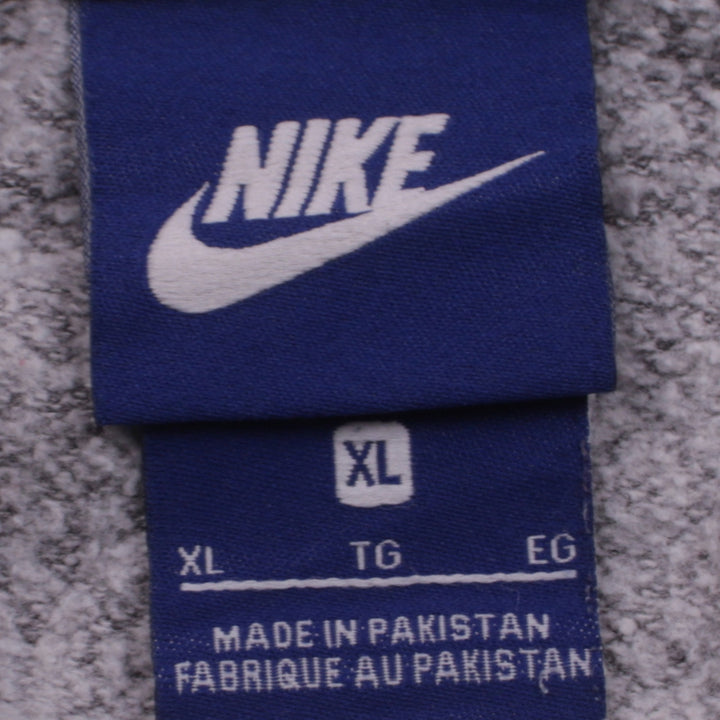 NIKE
XL
XL TG EG
MADE IN PAKISTAN
FABRIQUE AU PAKISTAN